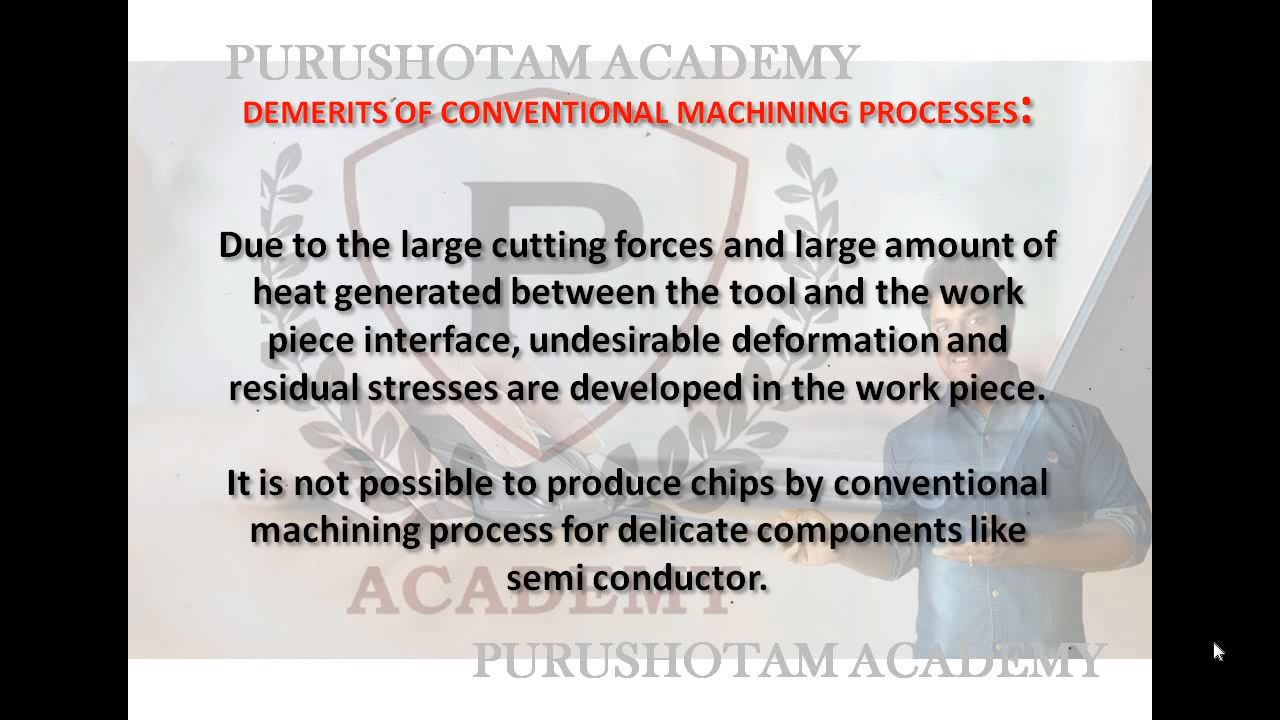 PURUSHOTAM ACADEMY
DEMERITS OF CONVENTIONAL MACHINING PROCESSES:
P
Due to the large cutting forces and large amount of
heat generated between the tool and the work
piece interface, undesirable deformation and
residual stresses are developed in the work piece.
It is not possible to produce chips by conventional
machining process for delicate components like
semi conductor.
ACADEMY
PURUSHOTAM ACADEMY